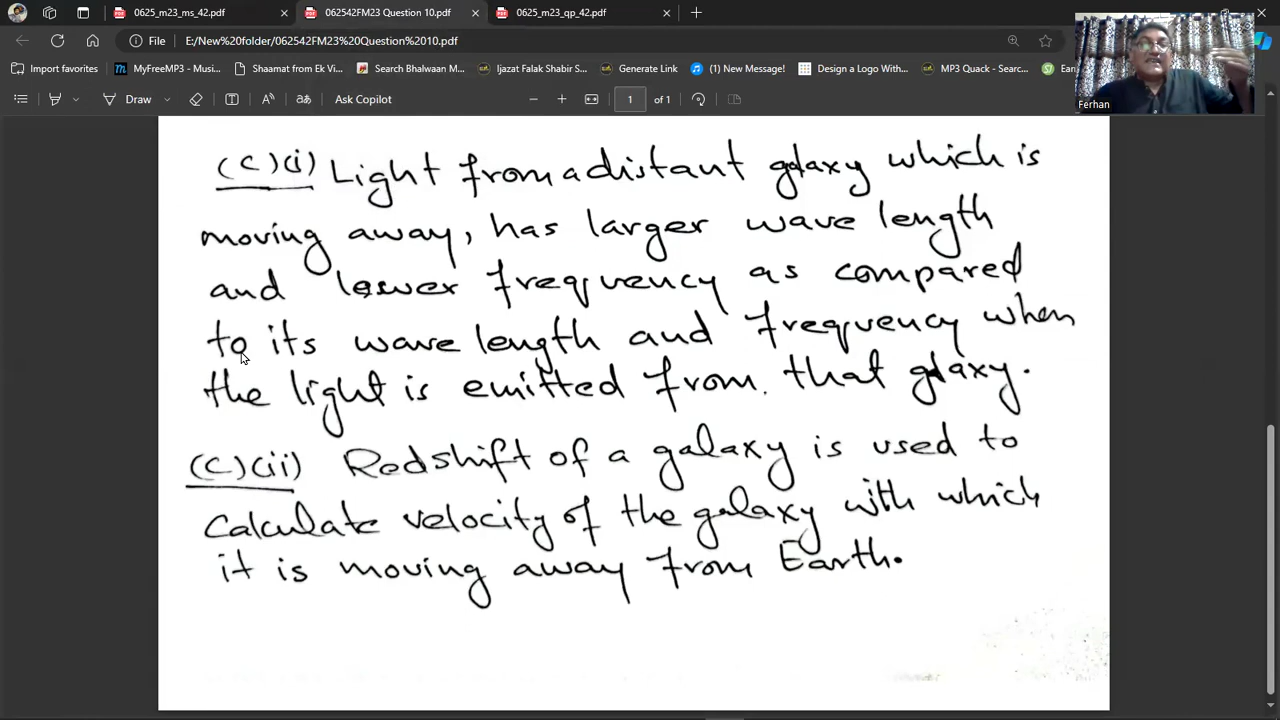 0625_m23_ms_42.pdf
062542FM23 Question 10.pdf
0625_m23_qp_42.pdf
File E:/New%20folder/062542FM23%20Question%2010.pdf
Import favorites MyFreeMP3 - Musi... Shaamat from Ek Vi... Search Bhalwaan M... Ijazat Falak Shabir S... Generate Link (1) New Message! Design a Logo With... MP3 Quack - Searc... Ear
Draw Ask Copilot 1 of 1
Ferhan
(c)(i) Light from a distant galaxy which is
moving away, has larger wave length
and lower frequency as compared
to its wave length and frequency when
the light is emitted from that galaxy.
(c)(ii) Redshift of a galaxy is used to
calculate velocity of the galaxy with which
it is moving away from Earth.